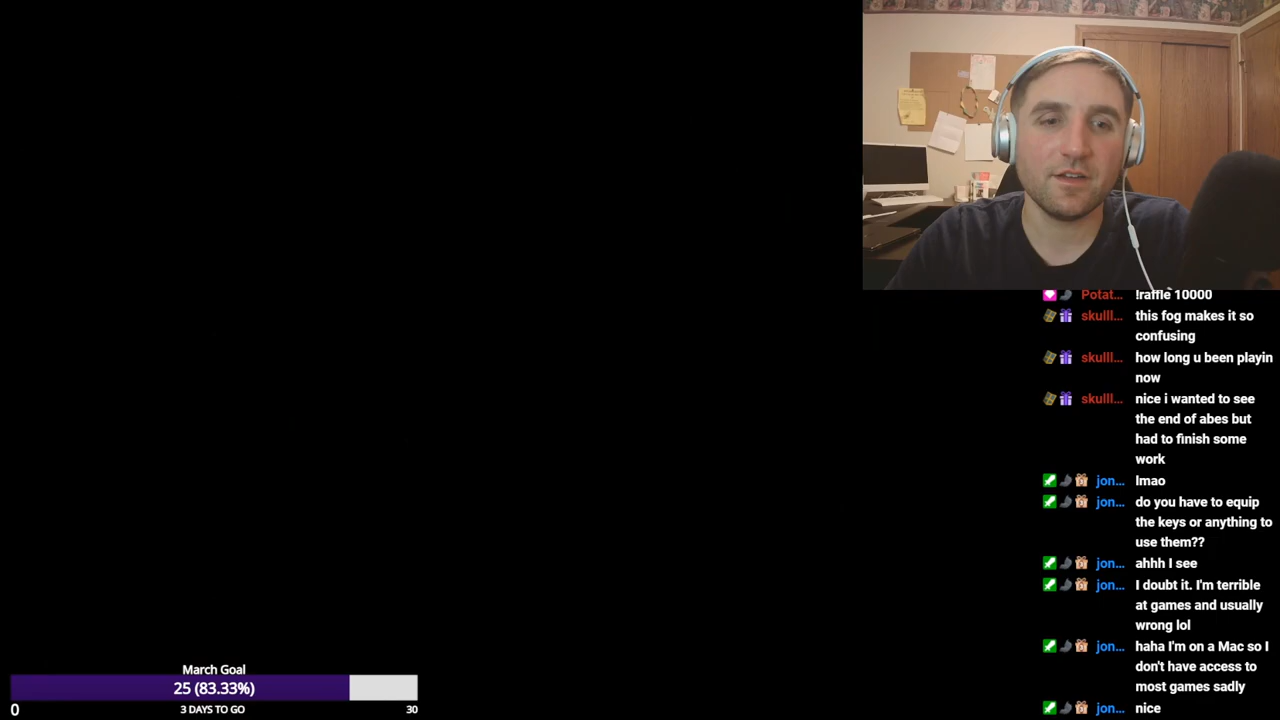 Potat... !raffle 10000
skulll... this fog makes it so
confusing
skulll... how long u been playin
now
skulll... nice i wanted to see
the end of abes but
had to finish some
work
jon... lmao
jon... do you have to equip
the keys or anything to
use them??
jon... ahhh I see
jon... I doubt it. I'm terrible
at games and usually
wrong lol
jon... haha I'm on a Mac so I
don't have access to
most games sadly
jon... nice
March Goal
25 (83.33%)
0 3 DAYS TO GO 30